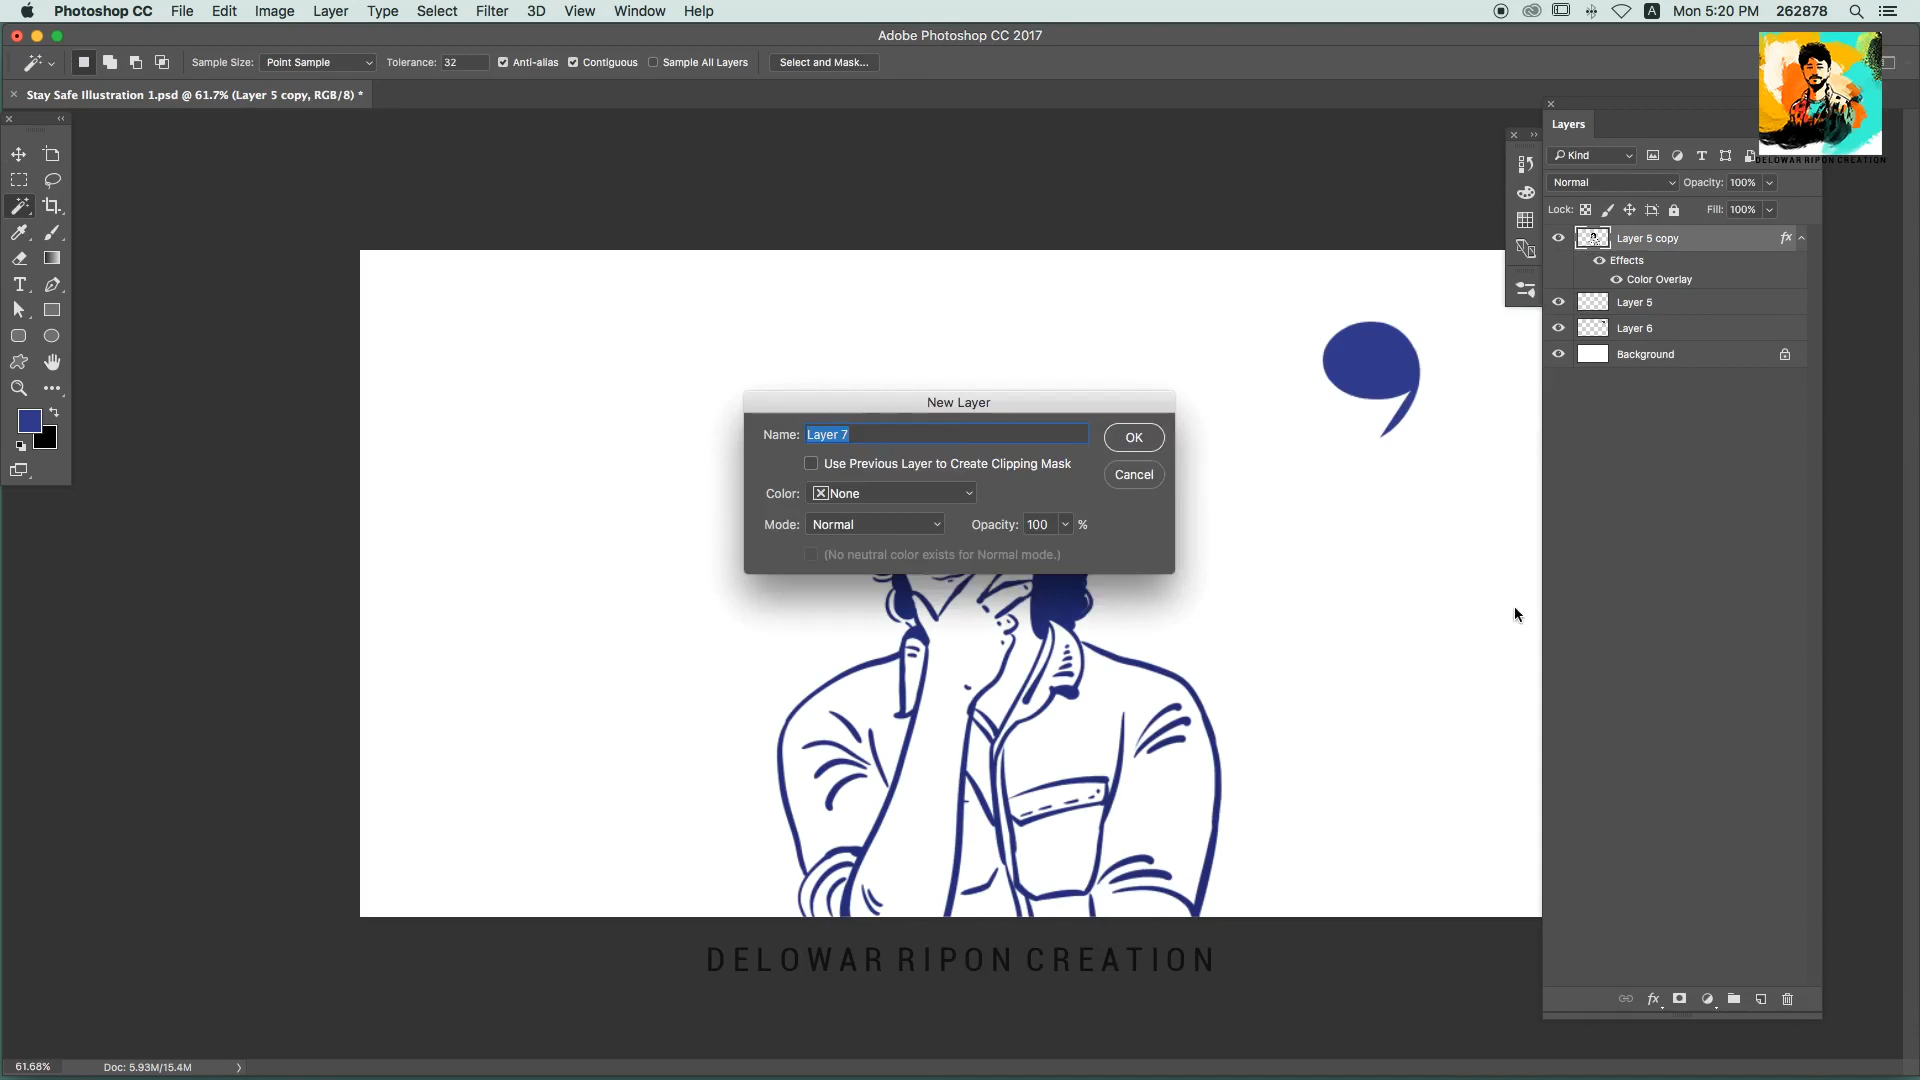 Photoshop CC File Edit Image Layer Type Select Filter 3D View Window Help A Mon 5:20 PM 262878
Adobe Photoshop CC 2017
Sample Size: Point Sample Tolerance: 32 Anti-alias Contiguous Sample All Layers Select and Mask...
Stay Safe Illustration 1.psd @ 61.7% (Layer 5 copy, RGB/8) *
Layers
Kind
DELOWAR RIPON CREATION
Normal Opacity: 100%
Lock: Fill: 100%
Layer 5 copy fx
Effects
Color Overlay
Layer 5
Layer 6
Background
New Layer
Name: Layer 7 OK
Use Previous Layer to Create Clipping Mask
Cancel
Color: None
Mode: Normal Opacity: 100 %
(No neutral color exists for Normal mode.)
DELOWAR RIPON CREATION
fx
61.68% Doc: 5.93M/15.4M